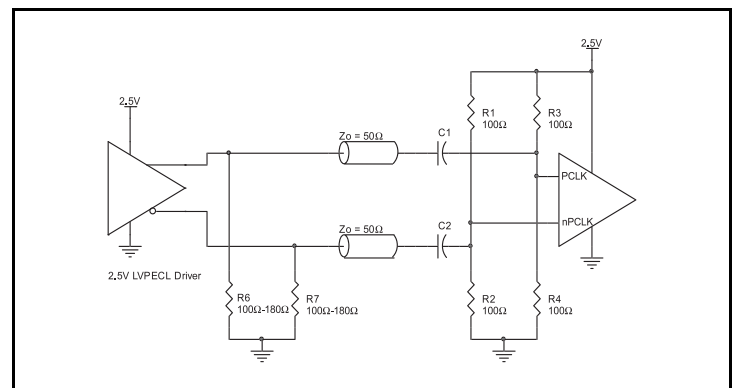 2.5V
2.5V
R1
100Ω
R3
100Ω
Zo = 50Ω
C1
PCLK
nPCLK
Zo = 50Ω
C2
2.5V LVPECL Driver
R6
100Ω-180Ω
R7
100Ω-180Ω
R2
100Ω
R4
100Ω